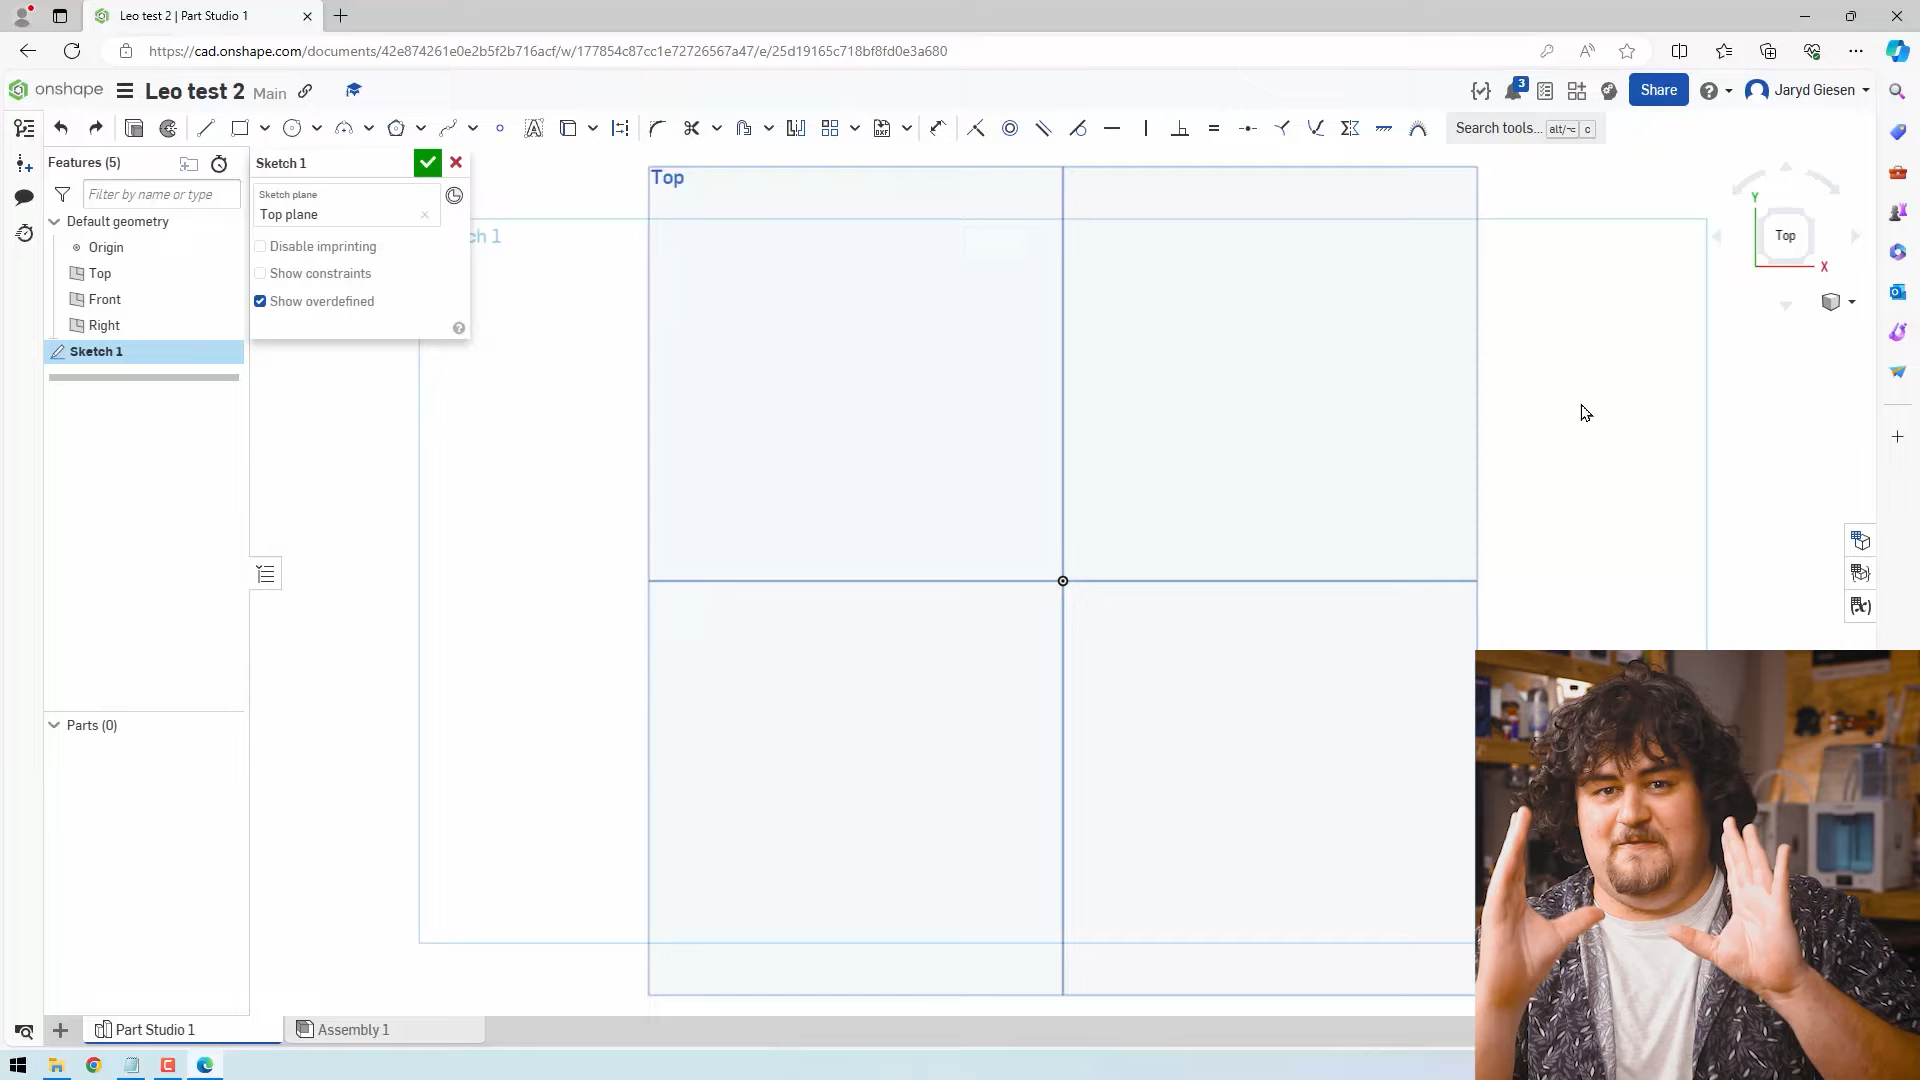 Leo test 2 | Part Studio 1
https://cad.onshape.com/documents/42e874261e0e2b5f2b716acf/w/177854c87cc1e72726567a47/e/25d19165c718bf8fd0e3a680
onshape
Leo test 2 Main
3
Share
Jaryd Giesen
Search tools... alt/⌥ c
Features (5)
Filter by name or type
Default geometry
Origin
Top
Front
Right
Sketch 1
Parts (0)
Sketch 1
Sketch plane
Top plane
Disable imprinting
Show constraints
Show overdefined
ch 1
Top
Y
Top
X
Part Studio 1
Assembly 1